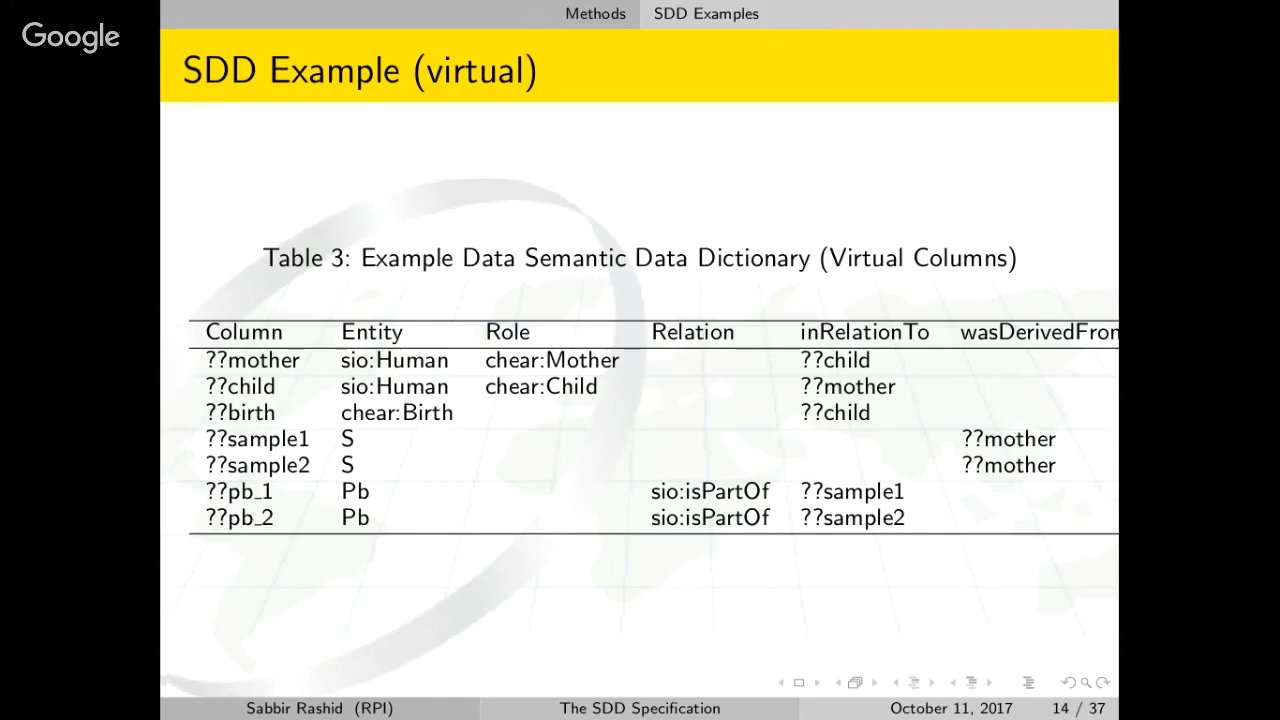 Methods SDD Examples
Google
SDD Example (virtual)
Table 3: Example Data Semantic Data Dictionary (Virtual Columns)
Column Entity Role Relation inRelationTo wasDerivedFrom
??mother sio:Human chear:Mother ??child
??child sio:Human chear:Child ??mother
??birth chear:Birth ??child
??sample1 S ??mother
??sample2 S ??mother
??pb_1 Pb sio:isPartOf ??sample1
??pb_2 Pb sio:isPartOf ??sample2
Sabbir Rashid (RPI) The SDD Specification October 11, 2017 14 / 37